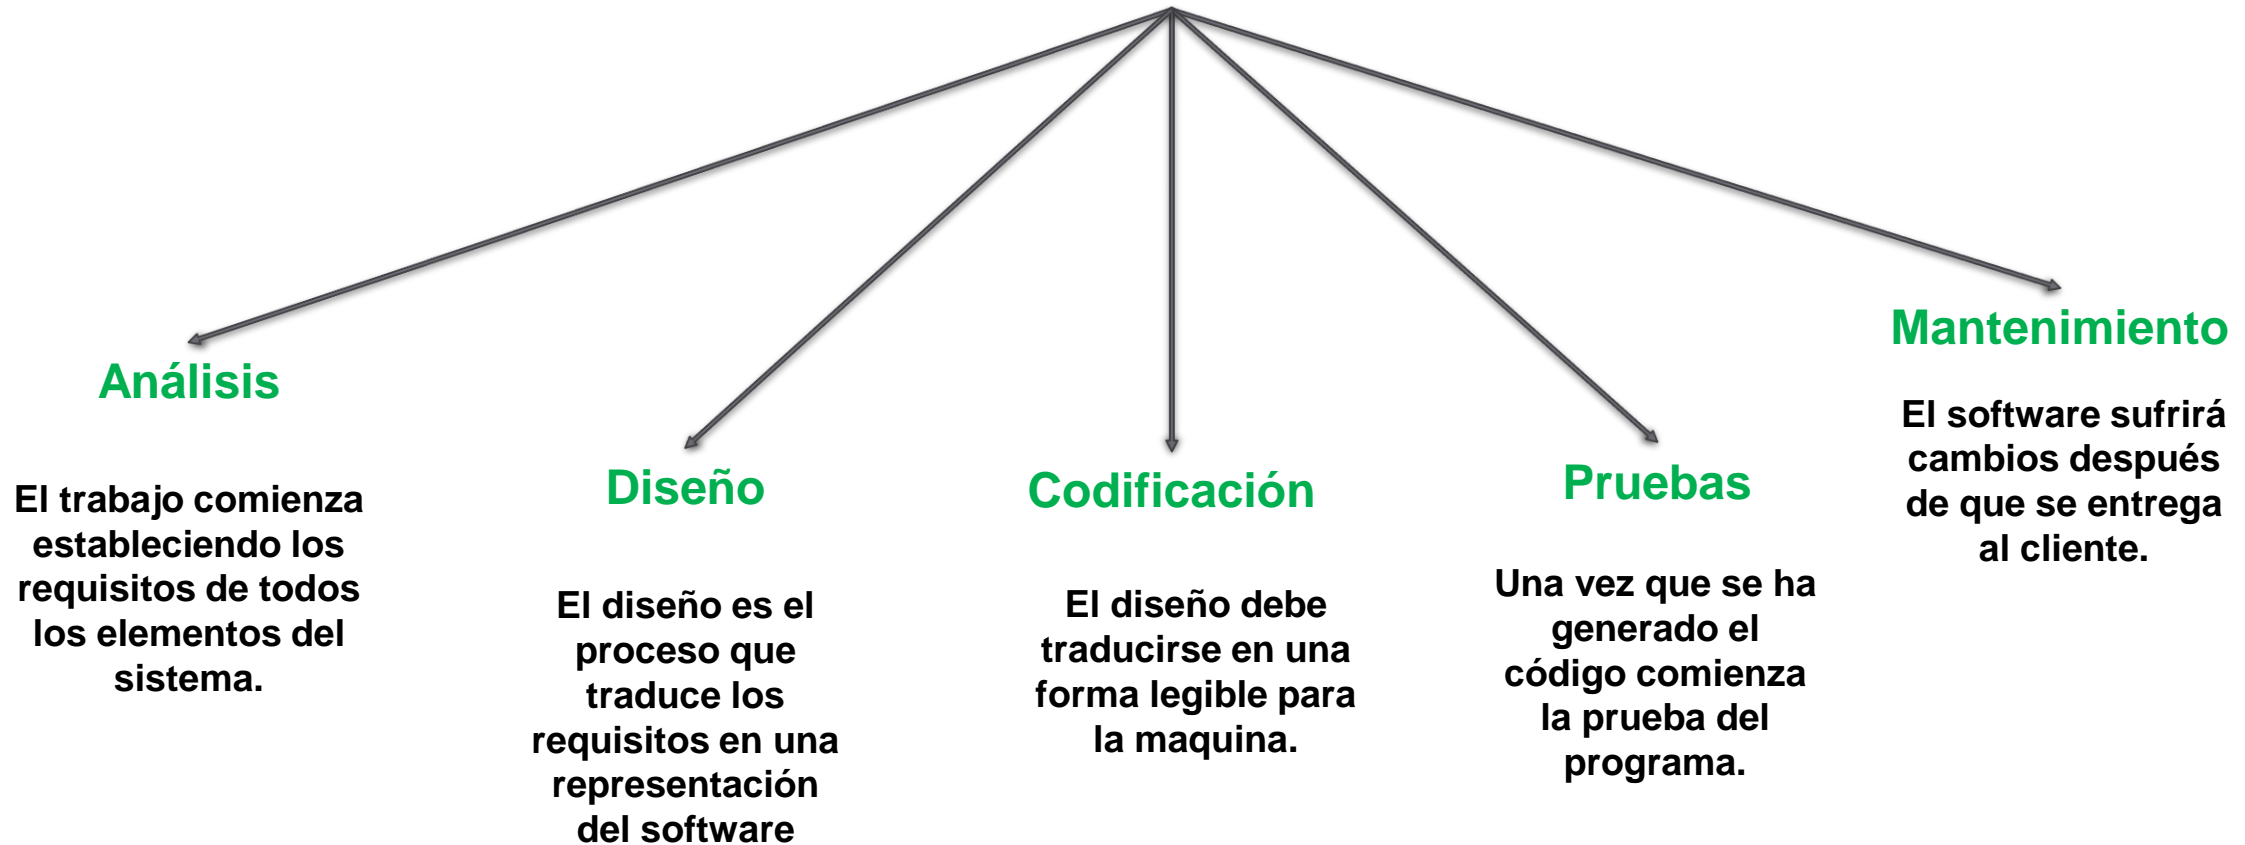 Análisis
El trabajo comienza
estableciendo los
requisitos de todos
los elementos del
sistema.
Diseño
El diseño es el
proceso que
traduce los
requisitos en una
representación
del software
Codificación
El diseño debe
traducirse en una
forma legible para
la maquina.
Pruebas
Una vez que se ha
generado el
código comienza
la prueba del
programa.
Mantenimiento
El software sufrirá
cambios después
de que se entrega
al cliente.